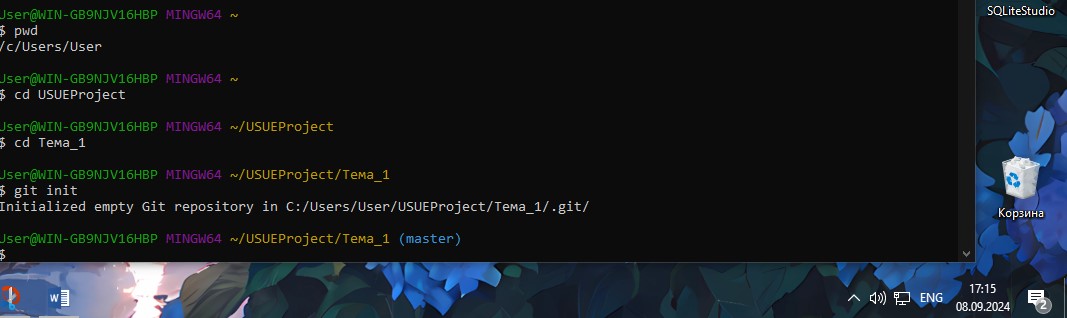 User@WIN-GB9NJV16HBP MINGW64 ~
$ pwd
/c/Users/User
User@WIN-GB9NJV16HBP MINGW64 ~
$ cd USUEProject
User@WIN-GB9NJV16HBP MINGW64 ~/USUEProject
$ cd Тема_1
User@WIN-GB9NJV16HBP MINGW64 ~/USUEProject/Тема_1
$ git init
Initialized empty Git repository in C:/Users/User/USUEProject/Тема_1/.git/
User@WIN-GB9NJV16HBP MINGW64 ~/USUEProject/Тема_1 (master)
$
SQLiteStudio
Корзина
W
ENG
17:15
08.09.2024
2